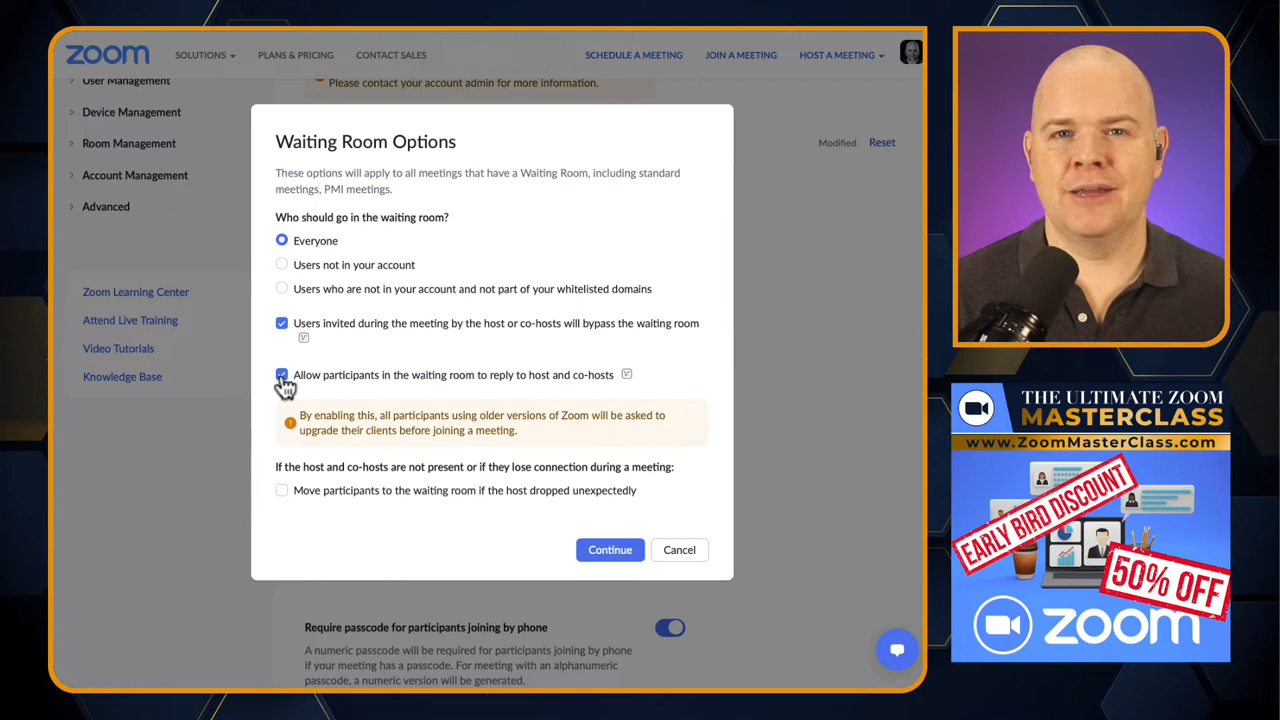 zoom
SOLUTIONS
PLANS & PRICING
CONTACT SALES
SCHEDULE A MEETING
JOIN A MEETING
HOST A MEETING
User Management
Device Management
Room Management
Account Management
Advanced
Zoom Learning Center
Attend Live Training
Video Tutorials
Knowledge Base
Please contact your account admin for more information.
Modified
Reset
Waiting Room Options
These options will apply to all meetings that have a Waiting Room, including standard
meetings, PMI meetings.
Who should go in the waiting room?
Everyone
Users not in your account
Users who are not in your account and not part of your whitelisted domains
Users invited during the meeting by the host or co-hosts will bypass the waiting room
Allow participants in the waiting room to reply to host and co-hosts
By enabling this, all participants using older versions of Zoom will be asked to
upgrade their clients before joining a meeting.
If the host and co-hosts are not present or if they lose connection during a meeting:
Move participants to the waiting room if the host dropped unexpectedly
Continue
Cancel
Require passcode for participants joining by phone
A numeric passcode will be required for participants joining by phone
if your meeting has a passcode. For meeting with an alphanumeric
passcode, a numeric version will be generated.
THE ULTIMATE ZOOM
MASTERCLASS
www.ZoomMasterClass.com
EARLY BIRD DISCOUNT
50% OFF
zoom